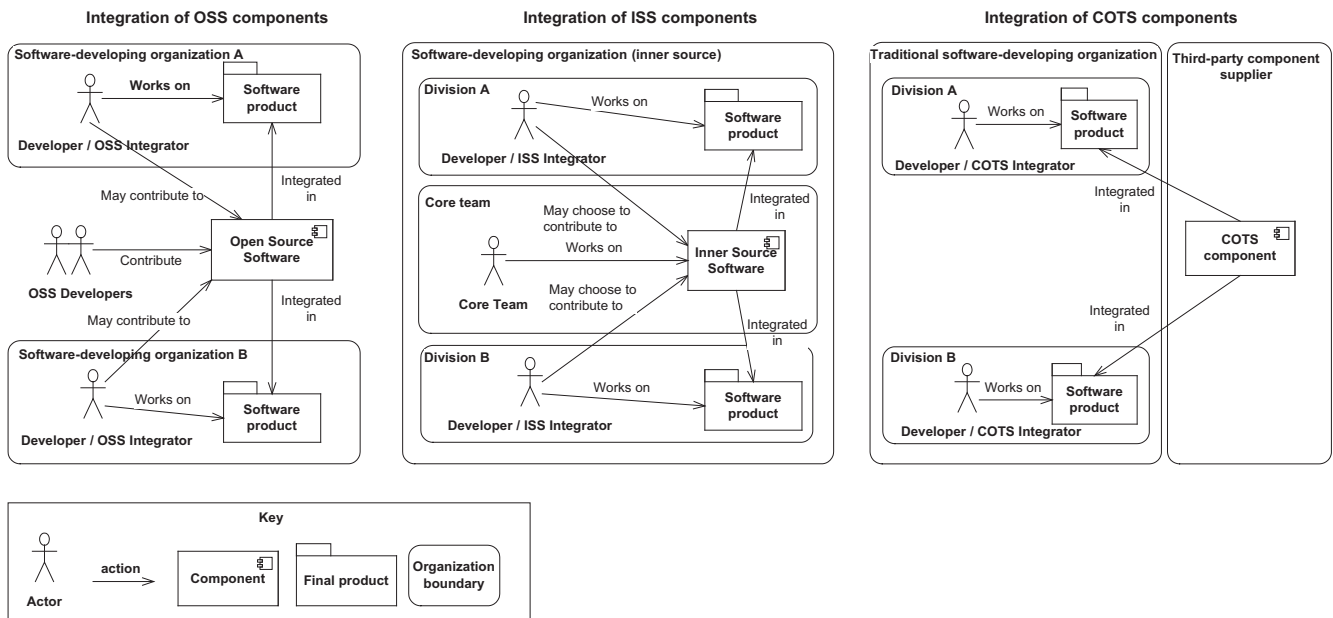 Integration of OSS components
Software-developing organization A
Works on
Software
product
Developer / OSS Integrator
May contribute to
Integrated
in
Open Source
Software
Contribute
OSS Developers
May contribute to
Integrated
in
Software-developing organization B
Works on
Software
product
Developer / OSS Integrator
Integration of ISS components
Software-developing organization (inner source)
Division A
Works on
Software
product
Developer / ISS Integrator
Core team
May choose to
contribute to
Integrated
in
Works on
Inner Source
Software
Core Team
May choose to
contribute to
Integrated
in
Division B
Works on
Software
product
Developer / ISS Integrator
Integration of COTS components
Traditional software-developing organization
Third-party component
supplier
Division A
Works on
Software
product
Developer / COTS Integrator
Integrated
in
COTS
component
Integrated
in
Division B
Works on
Software
product
Developer / COTS Integrator
Key
Actor
action
Component
Final product
Organization
boundary